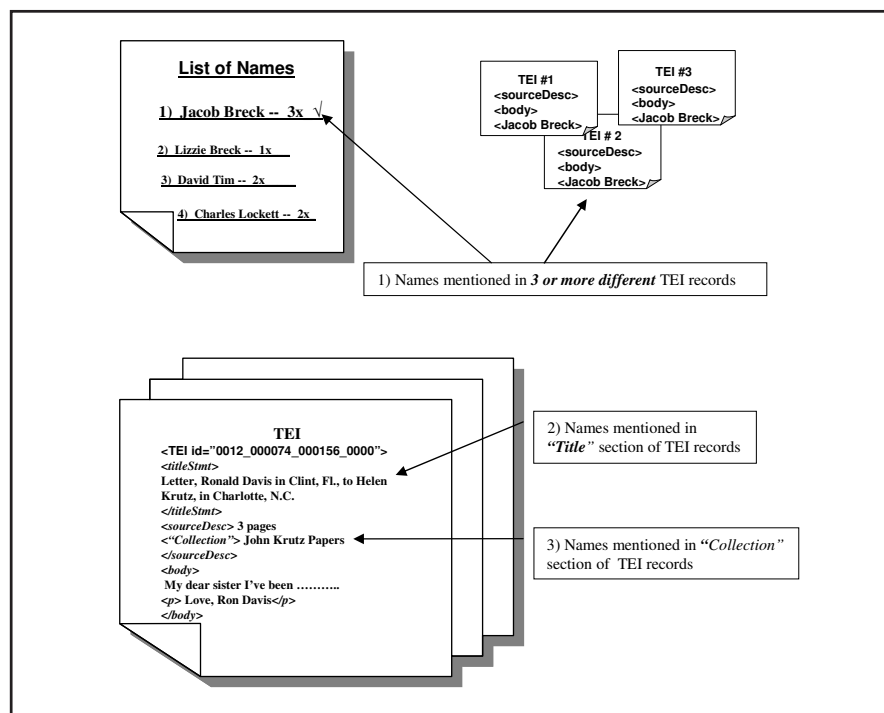 List of Names
1) Jacob Breck -- 3x √
2) Lizzie Breck -- 1x
3) David Tim -- 2x
4) Charles Lockett -- 2x
TEI #1
<sourceDesc>
<body>
<Jacob Breck>
TEI #3
<sourceDesc>
<body>
<Jacob Breck>
TEI # 2
<sourceDesc>
<body>
<Jacob Breck>
1) Names mentioned in 3 or more different TEI records
TEI
<TEI id="0012_000074_000156_0000">
<titleStmt>
Letter, Ronald Davis in Clint, Fl., to Helen
Krutz, in Charlotte, N.C.
</titleStmt>
<sourceDesc> 3 pages
<“Collection”> John Krutz Papers
</sourceDesc>
<body>
My dear sister I’ve been ………..
<p> Love, Ron Davis</p>
</body>
2) Names mentioned in
“Title” section of TEI records
3) Names mentioned in “Collection”
section of TEI records